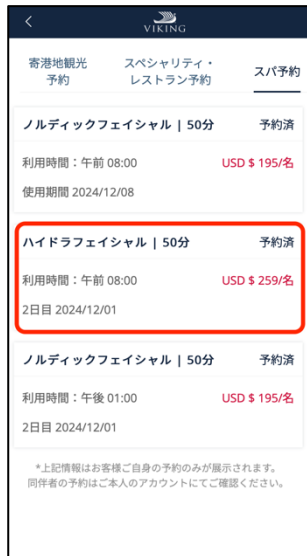 VIKING
寄港地観光
予約
スペシャリティ・
レストラン予約
スパ予約
ノルディックフェイシャル | 50分 予約済
利用時間：午前 08:00 USD $ 195/名
使用期間 2024/12/08
ハイドラフェイシャル | 50分 予約済
利用時間：午前 08:00 USD $ 259/名
2日目 2024/12/01
ノルディックフェイシャル | 50分 予約済
利用時間：午後 01:00 USD $ 195/名
2日目 2024/12/01
*上記情報はお客様ご自身の予約のみが展示されます。
同伴者の予約はご本人のアカウントにてご確認ください。